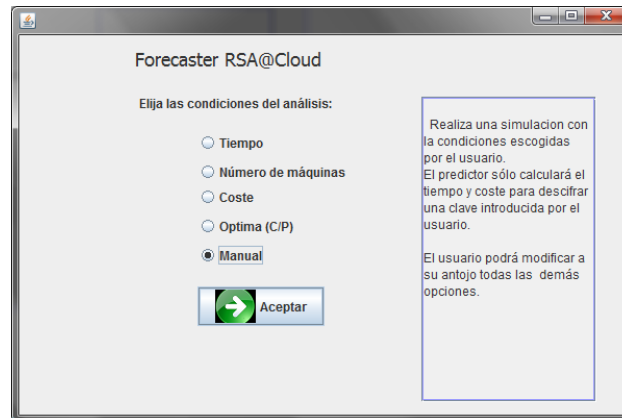 Forecaster RSA@Cloud
Elija las condiciones del análisis:
Tiempo
Número de máquinas
Coste
Optima (C/P)
Manual
Aceptar
Realiza una simulacion con
la condiciones escogidas
por el usuario.
El predictor sólo calculará el
tiempo y coste para descifrar
una clave introducida por el
usuario.
El usuario podrá modificar a
su antojo todas las demás
opciones.